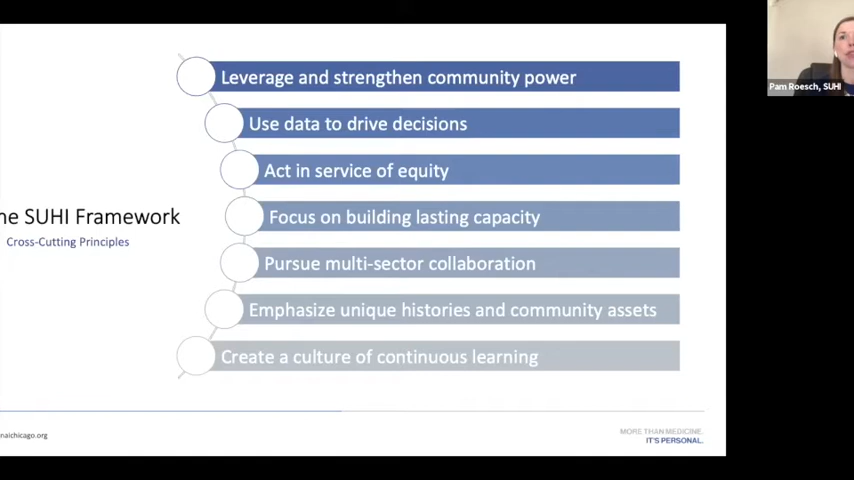 Leverage and strengthen community power
Use data to drive decisions
Act in service of equity
Focus on building lasting capacity
Pursue multi-sector collaboration
Emphasize unique histories and community assets
Create a culture of continuous learning
ne SUHI Framework
Cross-Cutting Principles
naichicago.org
MORE THAN MEDICINE.
IT'S PERSONAL.
Pam Roesch, SUHI